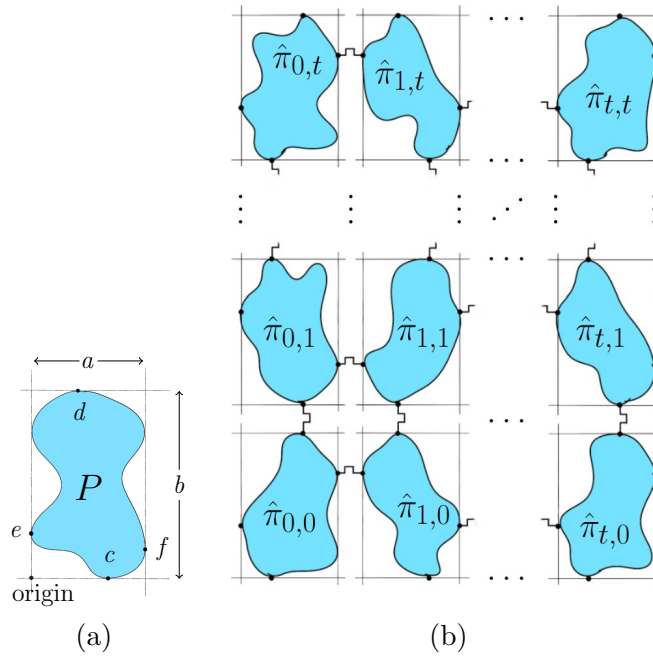 π̂0,t π̂1,t ... π̂t,t
π̂0,1 π̂1,1 π̂t,1
a
d
P b
e c f
origin
π̂0,0 π̂1,0 ... π̂t,0
(a) (b)